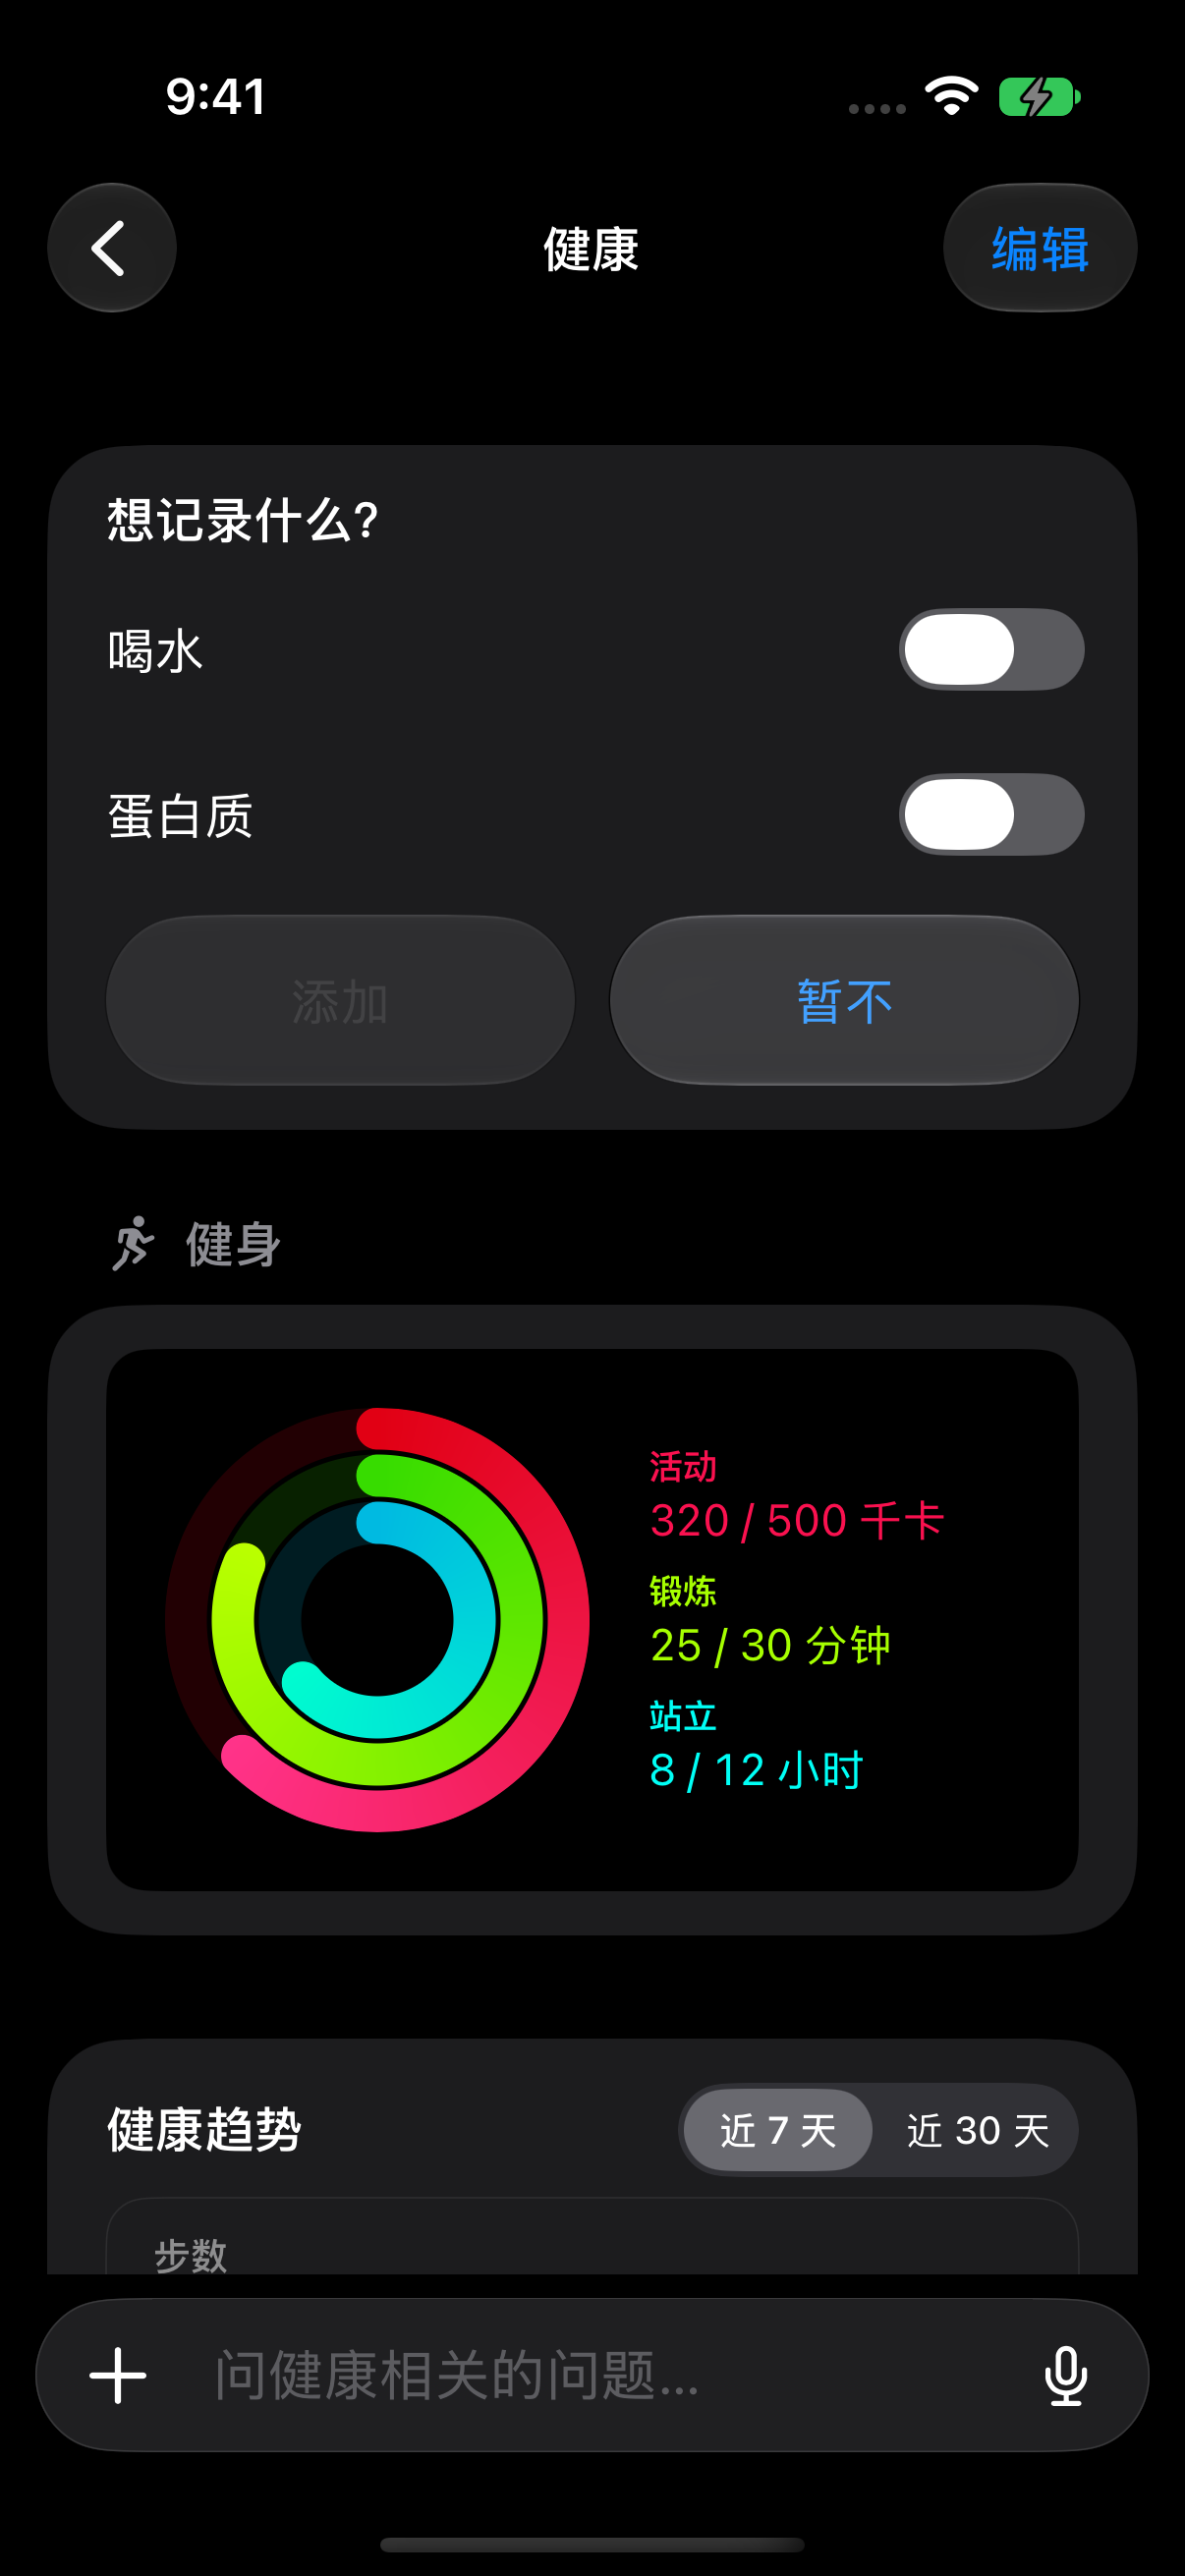 9:41
健康
编辑
想记录什么?
喝水
蛋白质
添加
暂不
健身
活动
320 / 500 千卡
锻炼
25 / 30 分钟
站立
8 / 12 小时
健康趋势
近 7 天
近 30 天
步数
问健康相关的问题...